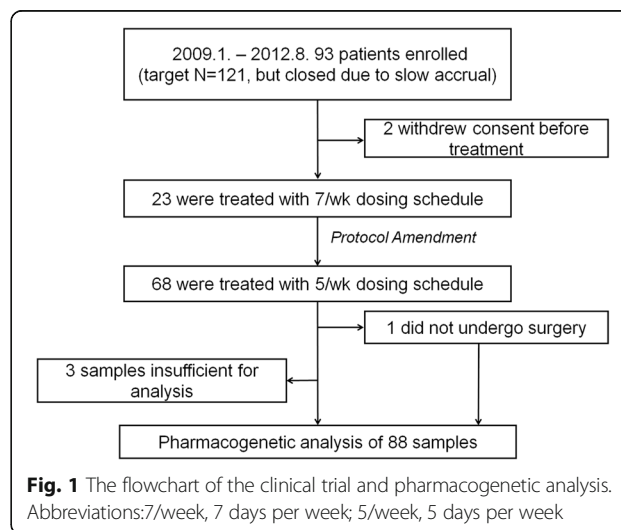 2009.1. – 2012.8. 93 patients enrolled
(target N=121, but closed due to slow accrual)
2 withdrew consent before
treatment
23 were treated with 7/wk dosing schedule
Protocol Amendment
68 were treated with 5/wk dosing schedule
1 did not undergo surgery
3 samples insufficient for
analysis
Pharmacogenetic analysis of 88 samples
Fig. 1 The flowchart of the clinical trial and pharmacogenetic analysis.
Abbreviations:7/week, 7 days per week; 5/week, 5 days per week